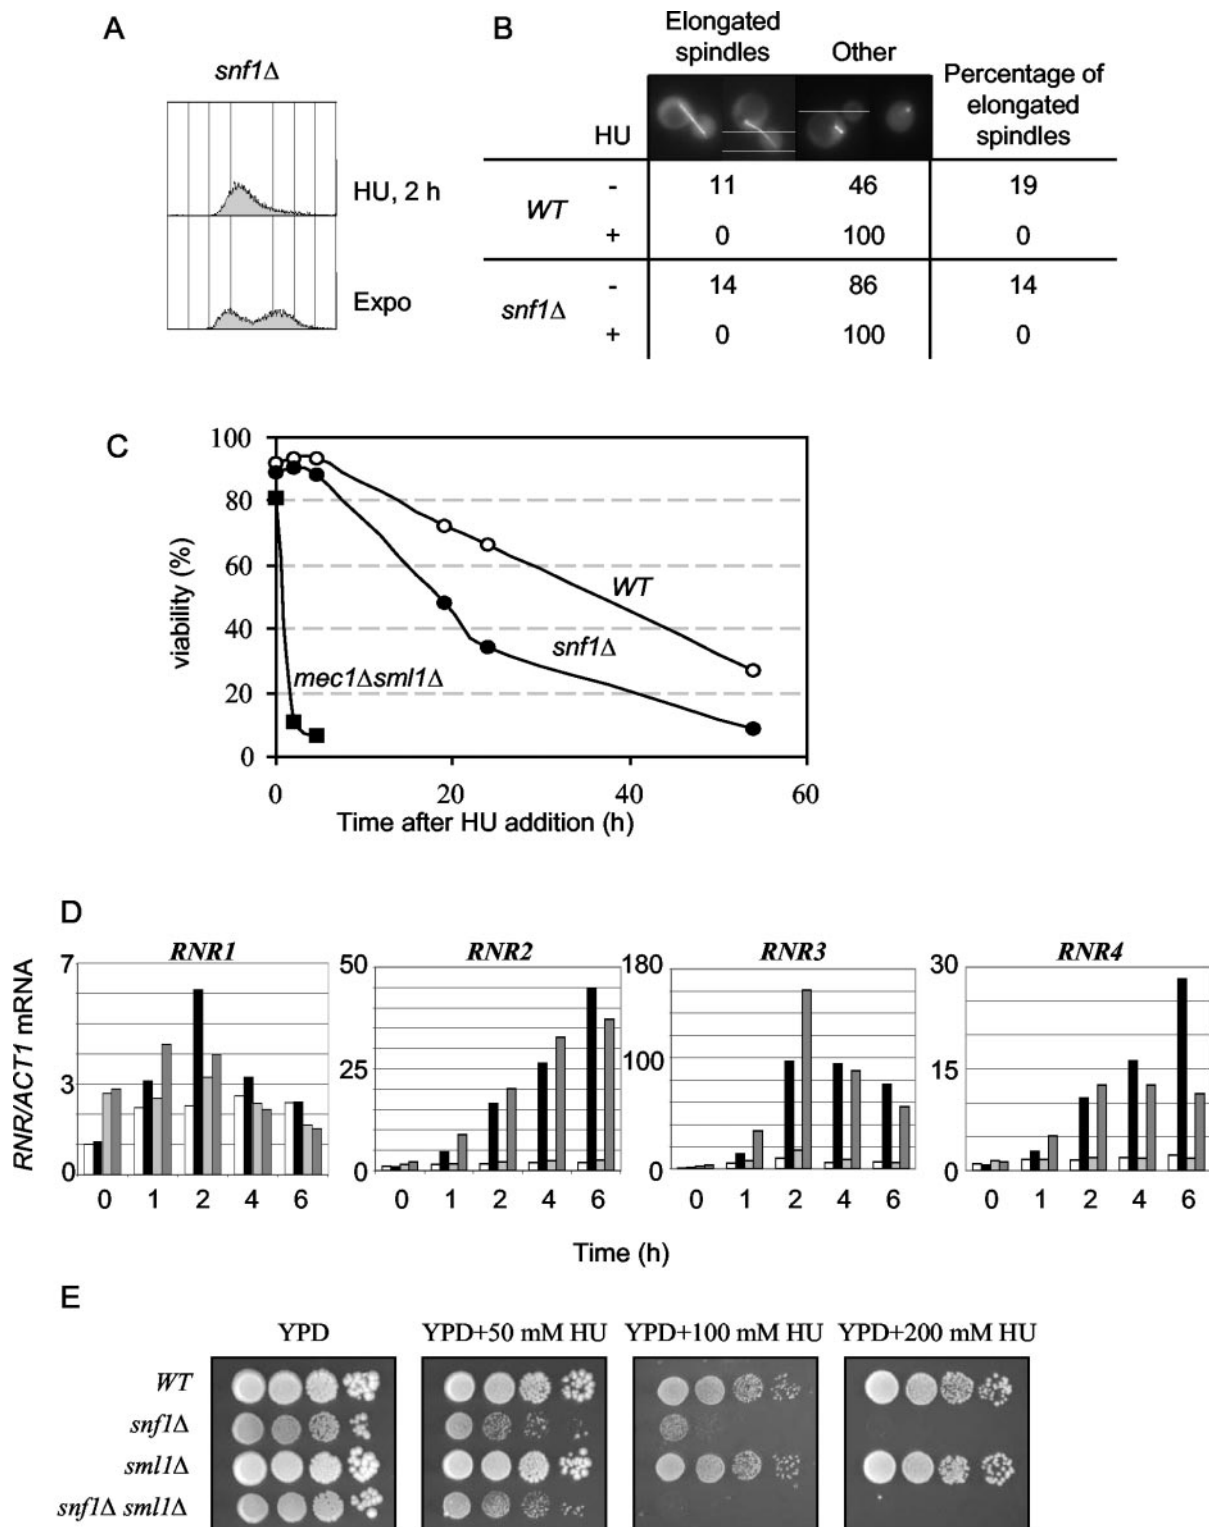 A
snf1Δ
HU, 2 h
Expo
B
Elongated
spindles
Other
Percentage of
elongated
spindles
HU
WT
- 11 46 19
+ 0 100 0
snf1Δ
- 14 86 14
+ 0 100 0
C
viability (%)
100
80
60
40
20
0
WT
snf1Δ
mec1Δsml1Δ
0 20 40 60
Time after HU addition (h)
D
RNR/ACT1 mRNA
RNR1
7
3
0
0 1 2 4 6
RNR2
50
25
0
0 1 2 4 6
RNR3
180
100
0
0 1 2 4 6
RNR4
30
15
0
0 1 2 4 6
Time (h)
E
YPD YPD+50 mM HU YPD+100 mM HU YPD+200 mM HU
WT
snf1Δ
sml1Δ
snf1Δ sml1Δ